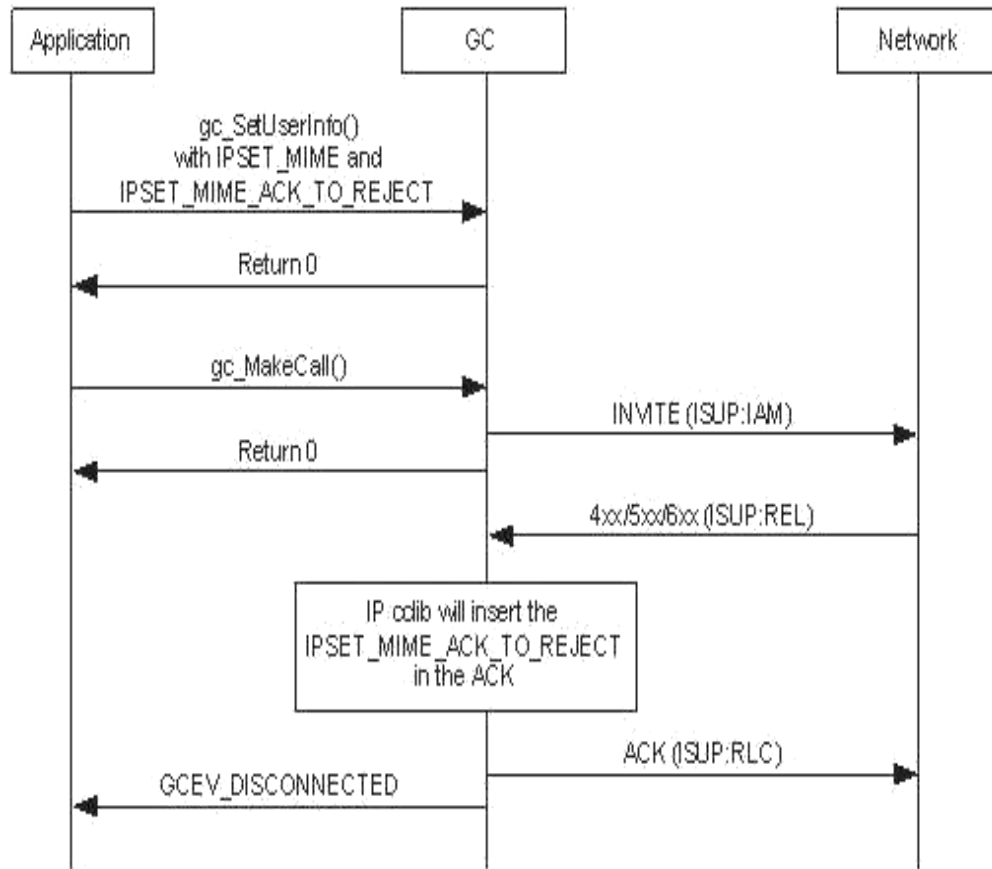 Application
GC
Network
gc_SetUserInfo()
with IPSET_MIME and
IPSET_MIME_ACK_TO_REJECT
Return 0
gc_MakeCall()
INVITE (ISUP:IAM)
Return 0
4xx/5xx/6xx (ISUP:REL)
IP cclib will insert the
IPSET_MIME_ACK_TO_REJECT
in the ACK
ACK (ISUP:RLC)
GCEV_DISCONNECTED